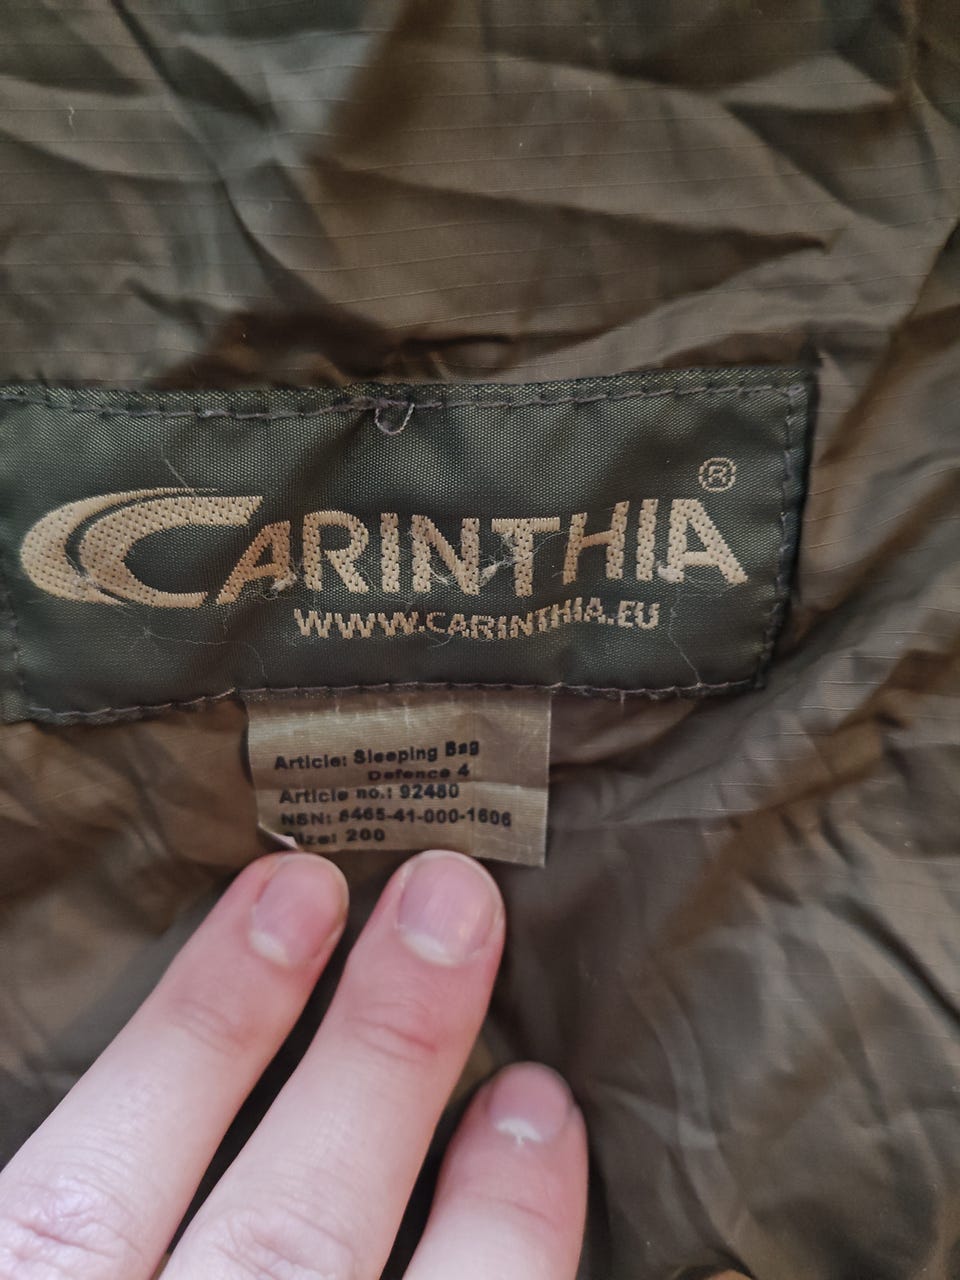 CARINTHIA®
WWW.CARINTHIA.EU
Article: Sleeping Bag
Defence 4
Article no.: 92480
NSN: 8465-41-000-1606
Size: 200